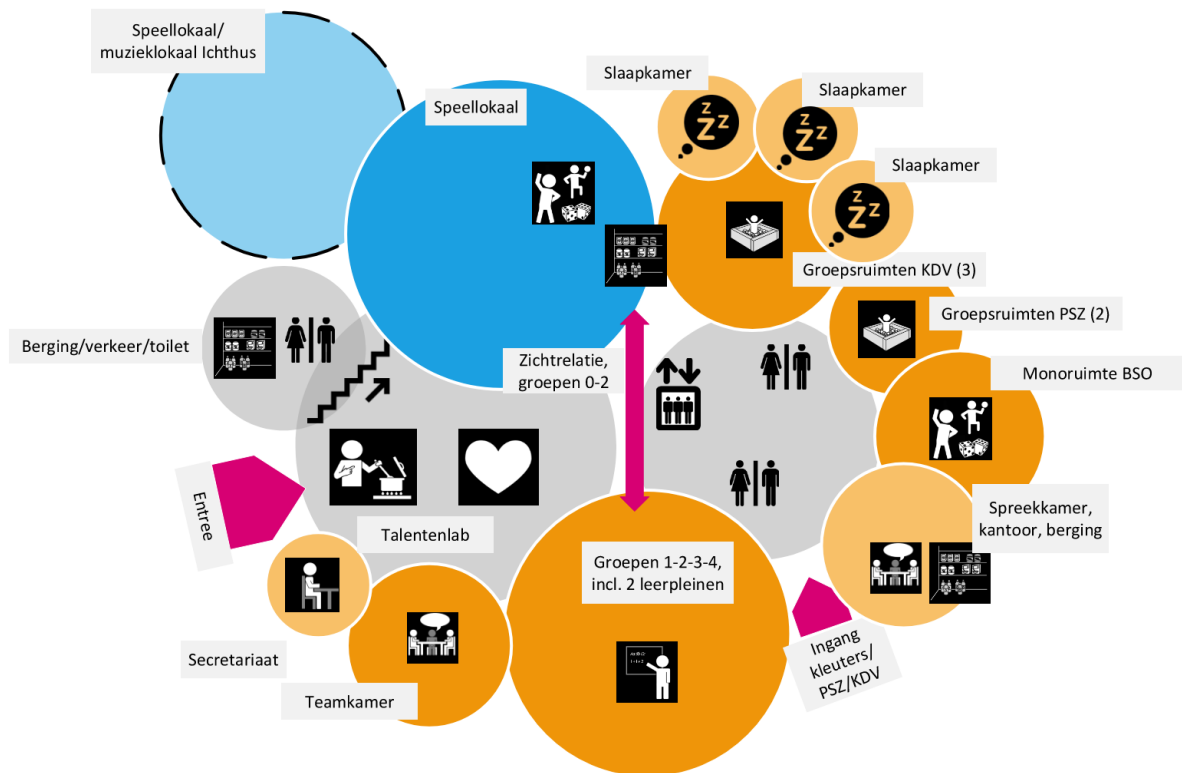 Speellokaal/
muzieklokaal Ichthus
Speellokaal
Slaapkamer
Slaapkamer
Slaapkamer
Z
Z
Z
Z
Z
Z
Z
Z
Z
Groepsruimten KDV (3)
Groepsruimten PSZ (2)
Monoruimte BSO
Berging/verkeer/toilet
Zichtrelatie,
groepen 0-2
Entree
Talentenlab
Spreekkamer,
kantoor, berging
Groepen 1-2-3-4,
incl. 2 leerpleinen
Secretariaat
Teamkamer
Ingang
kleuters/
PSZ/KDV